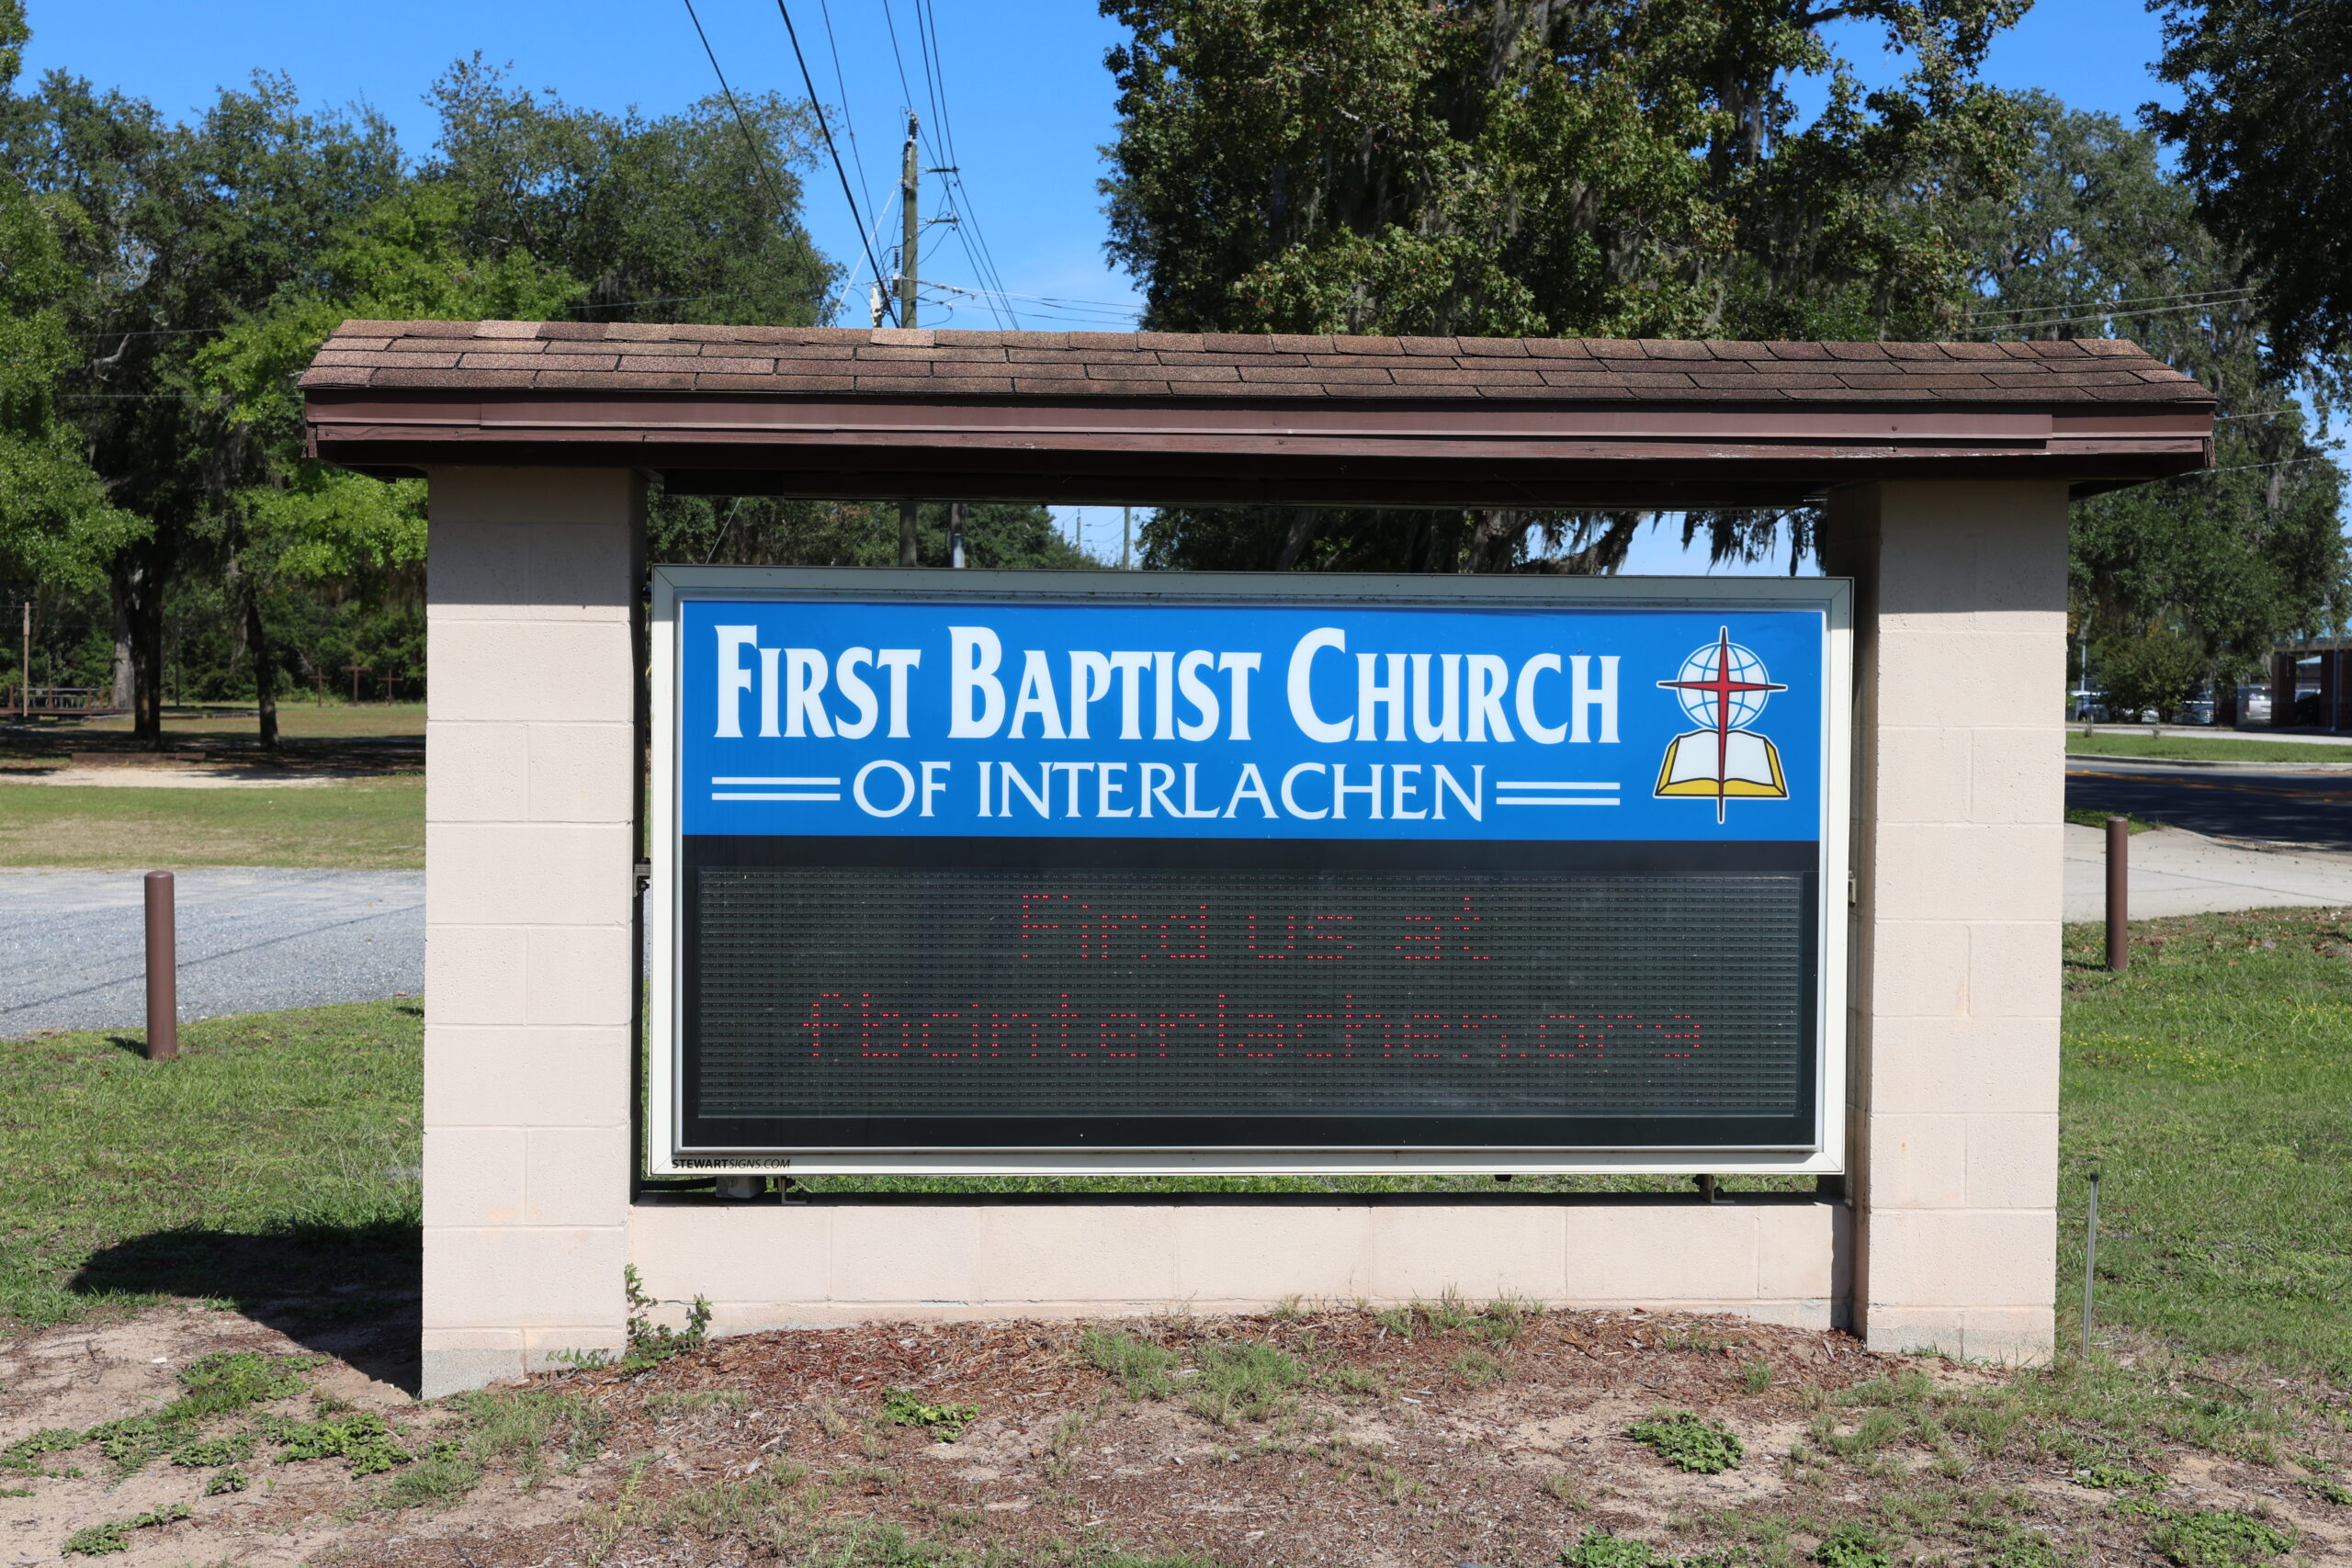 FIRST BAPTIST CHURCH
OF INTERLACHEN
Find us at
fbcinterlachen.org
STEWARTSIGNS.COM